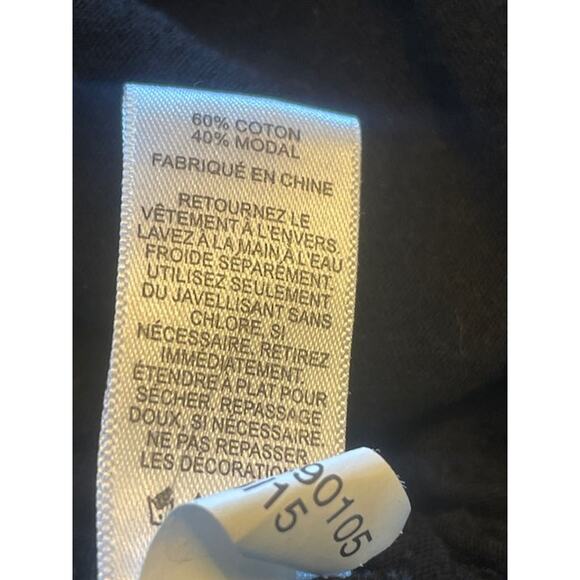 60% COTON
40% MODAL
FABRIQUÉ EN CHINE
RETOURNEZ LE
VÊTEMENT À L'ENVERS.
LAVEZ À LA MAIN À L'EAU
FROIDE SÉPARÉMENT.
UTILISEZ SEULEMENT
DU JAVELLISANT SANS
CHLORE, SI
NÉCESSAIRE, RETIREZ
IMMÉDIATEMENT.
ÉTENDRE À PLAT POUR
SÉCHER, REPASSAGE
DOUX, SI NÉCESSAIRE.
NE PAS REPASSER
LES
90105
15